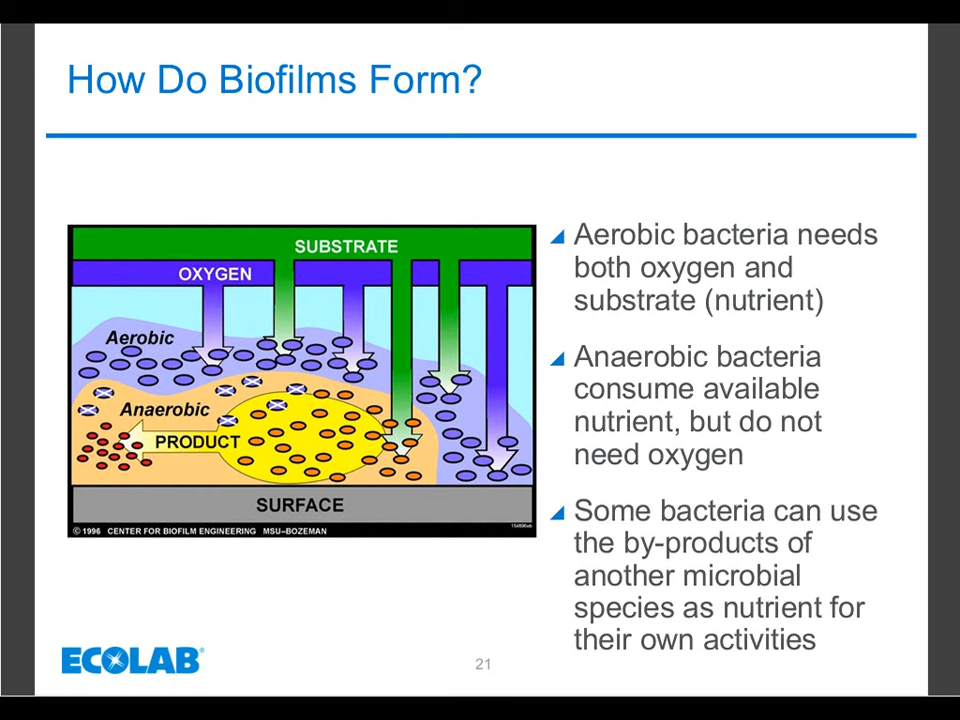 How Do Biofilms Form?
SUBSTRATE
OXYGEN
Aerobic
Anaerobic
PRODUCT
SURFACE
© 1996 CENTER FOR BIOFILM ENGINEERING MSU–BOZEMAN
Aerobic bacteria needs
both oxygen and
substrate (nutrient)
Anaerobic bacteria
consume available
nutrient, but do not
need oxygen
Some bacteria can use
the by-products of
another microbial
species as nutrient for
their own activities
ECOLAB®
21